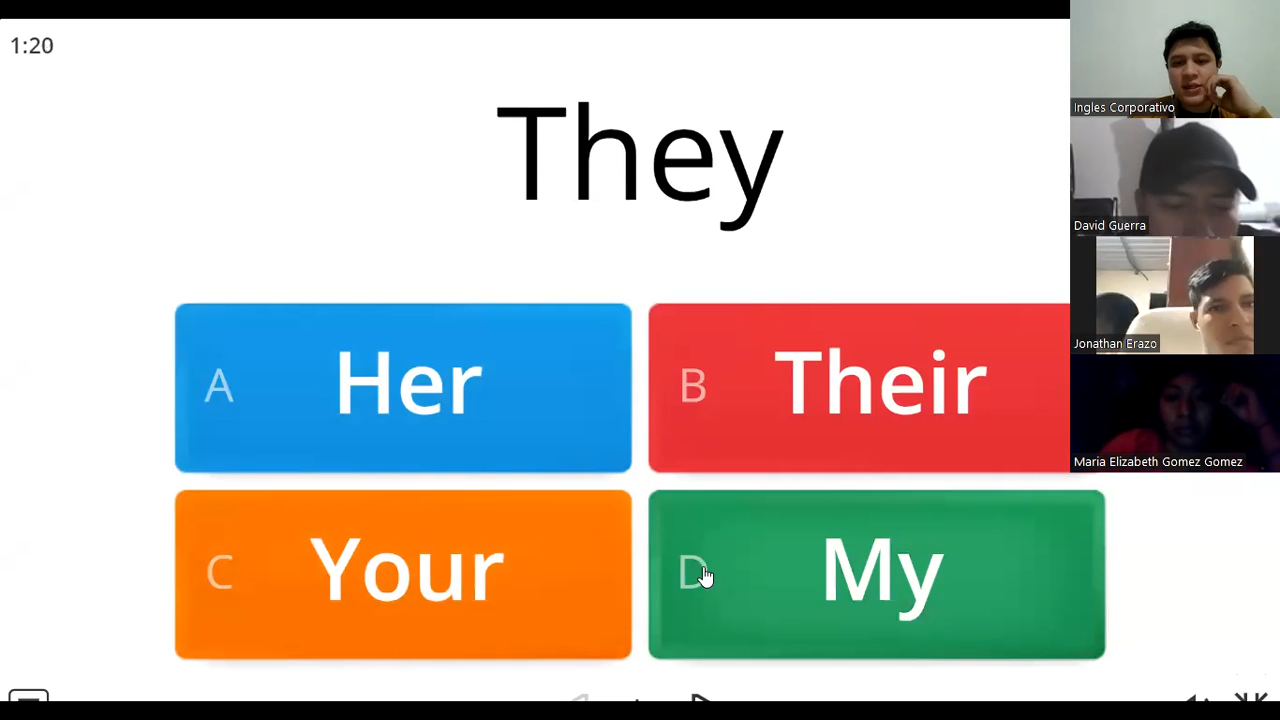 1:20
They
A Her
B Their
C Your
D My
Ingles Corporativo
David Guerra
Jonathan Erazo
Maria Elizabeth Gomez Gomez